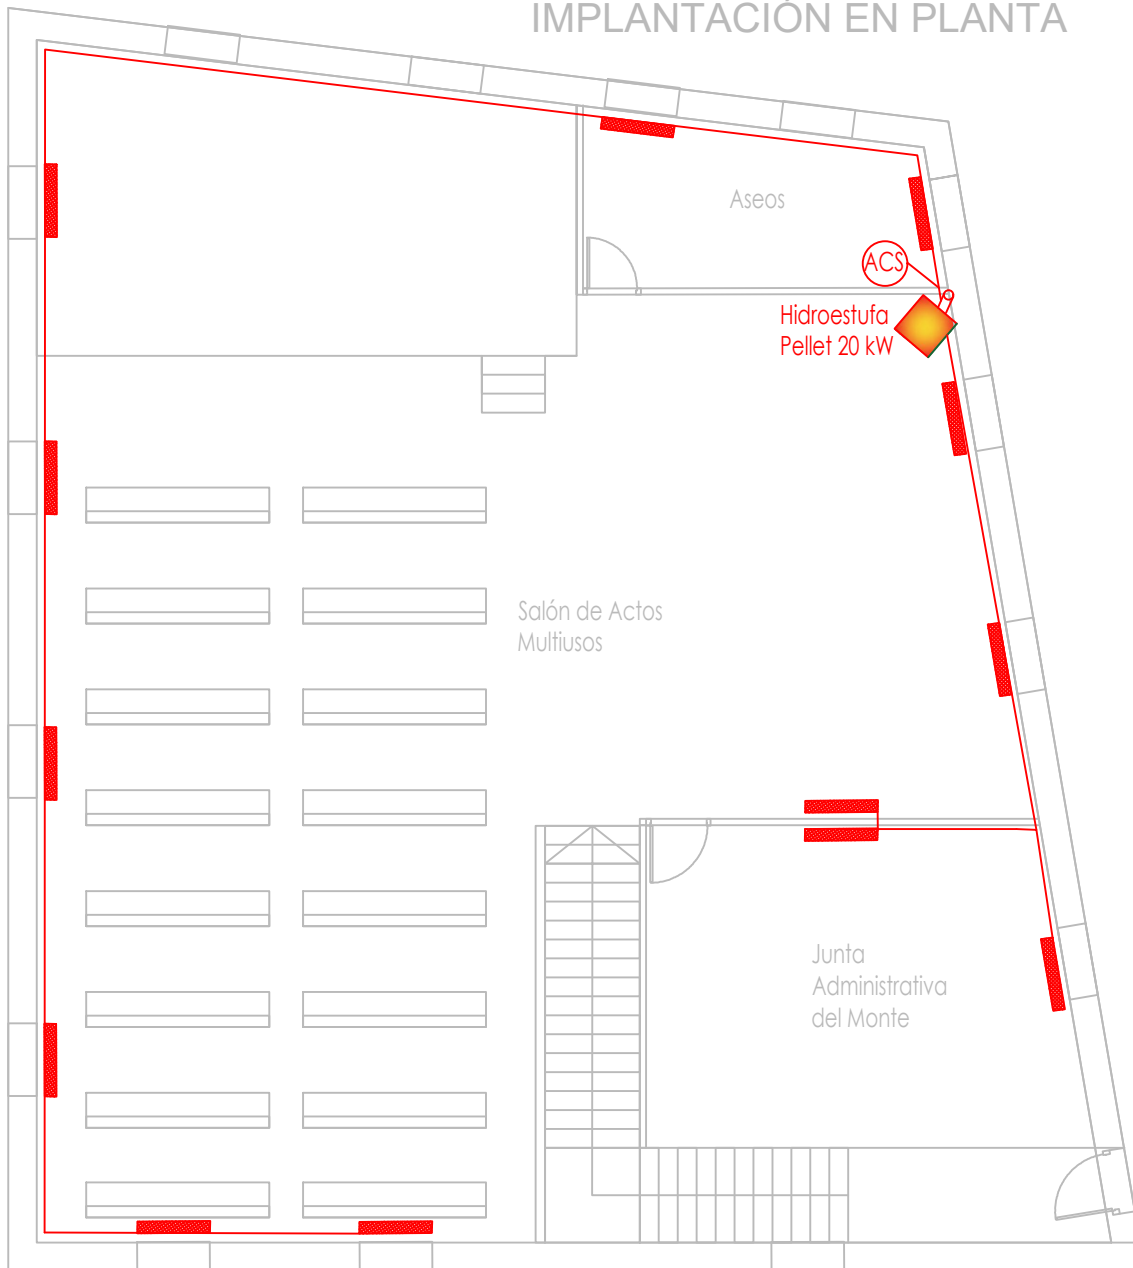 IMPLANTACIÓN EN PLANTA
Aseos
ACS
Hidroestufa
Pellet 20 kW
Salón de Actos
Multiusos
Junta
Administrativa
del Monte